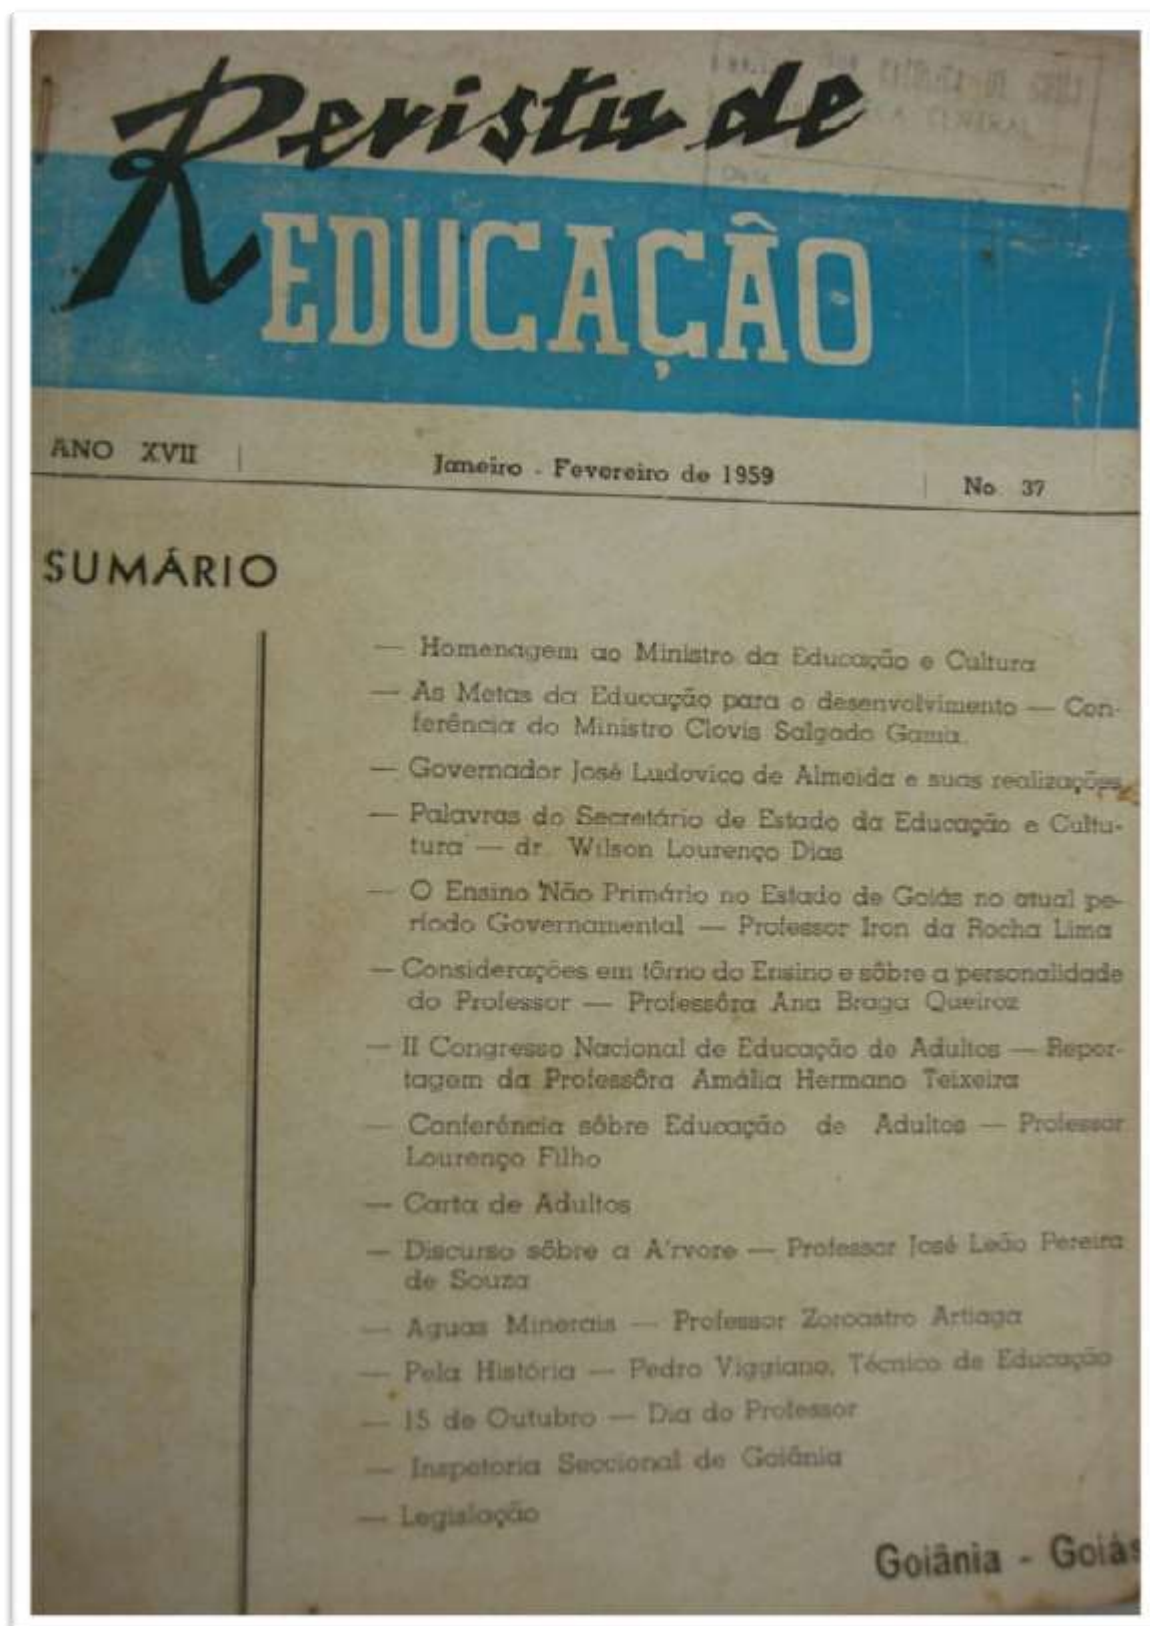 Revista de
EDUCAÇÃO
ANO XVII
Janeiro - Fevereiro de 1959
No 37
SUMÁRIO
— Homenagem ao Ministro da Educação e Cultura
— As Metas da Educação para o desenvolvimento — Con-
ferência do Ministro Clovis Salgado Gama.
— Governador José Ludovico de Almeida e suas realizações
— Palavras do Secretário de Estado da Educação e Cultu-
tura — dr. Wilson Lourenço Dias
— O Ensino Não Primário no Estado de Goiás no atual pe-
ríodo Governamental — Professor Iron da Rocha Lima
— Considerações em tôrno do Ensino e sôbre a personalidade
do Professor — Professôra Ana Braga Queiroz
— II Congresso Nacional de Educação de Adultos — Repor-
tagem da Professôra Amália Hermano Teixeira
— Conferência sôbre Educação de Adultos — Professor
Lourenço Filho
— Carta de Adultos
— Discurso sôbre a A'rvore — Professor José Leão Pereira
de Souza
— Aguas Minerais — Professor Zoroastro Artiaga
— Pela História — Pedro Viggiano, Técnico de Educação
— 15 de Outubro — Dia do Professor
— Inspetoria Seccional de Goiânia
— Legislação
Goiânia - Goiás